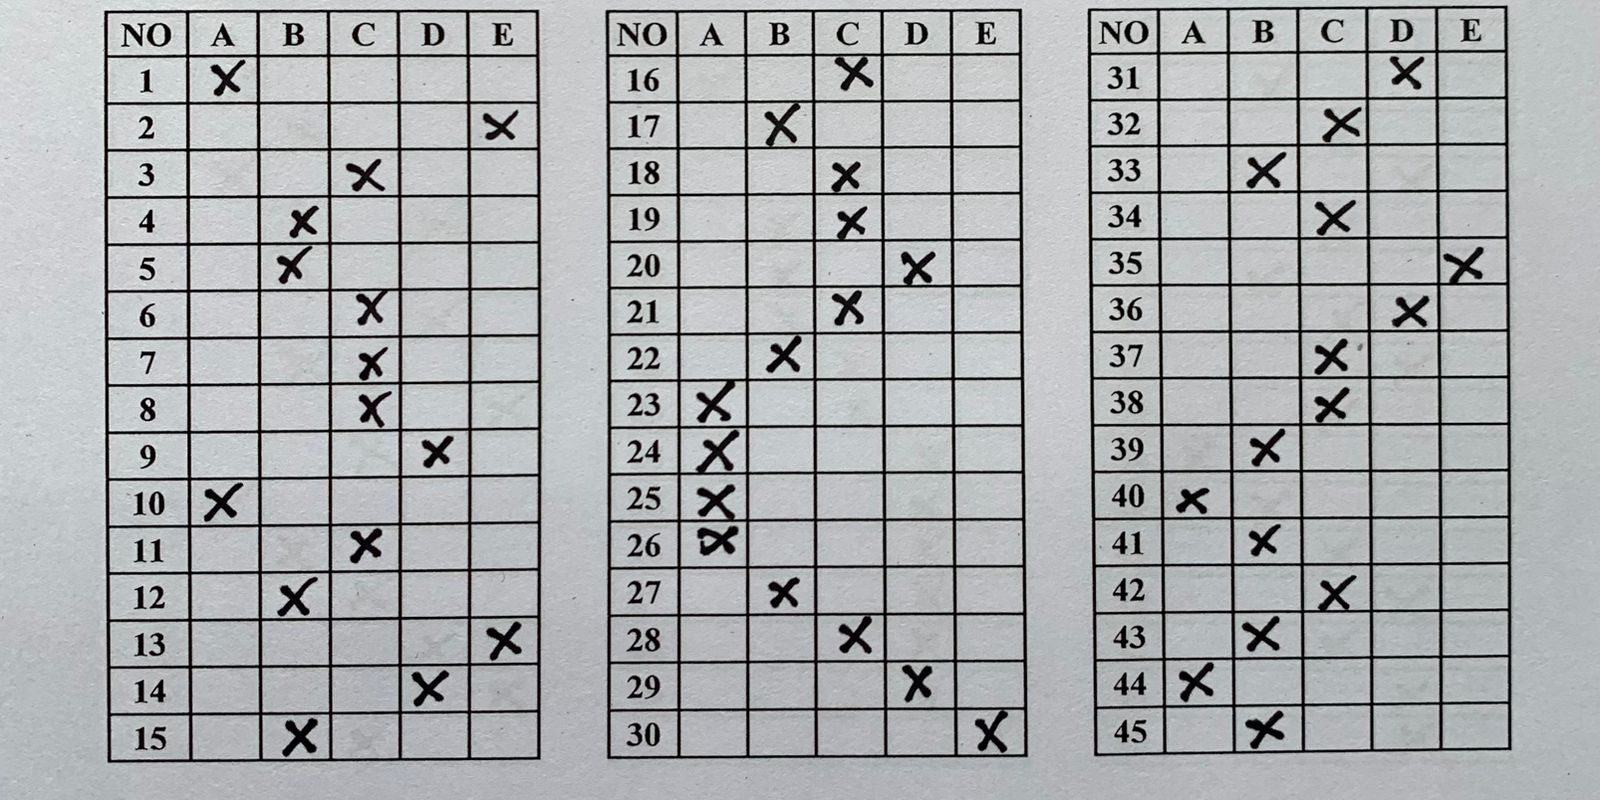 NO A B C D E
1 X
2 X
3 X
4 X
5 X
6 X
7 X
8 X
9 X
10 X
11 X
12 X
13 X
14 X
15 X
NO A B C D E
16 X
17 X
18 X
19 X
20 X
21 X
22 X
23 X
24 X
25 X
26 X
27 X
28 X
29 X
30 X
NO A B C D E
31 X
32 X
33 X
34 X
35 X
36 X
37 X
38 X
39 X
40 X
41 X
42 X
43 X
44 X
45 X